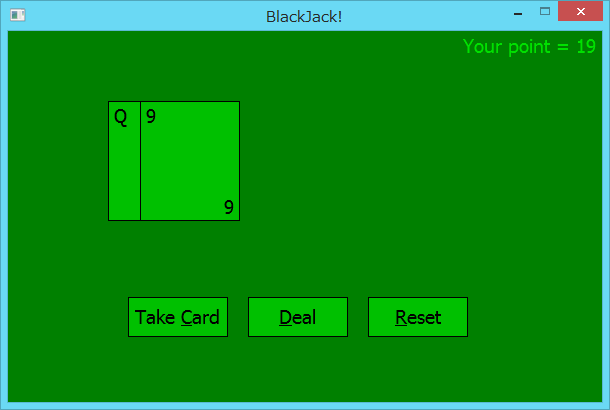 BlackJack!
Your point = 19
Q 9
9
Take Card Deal Reset